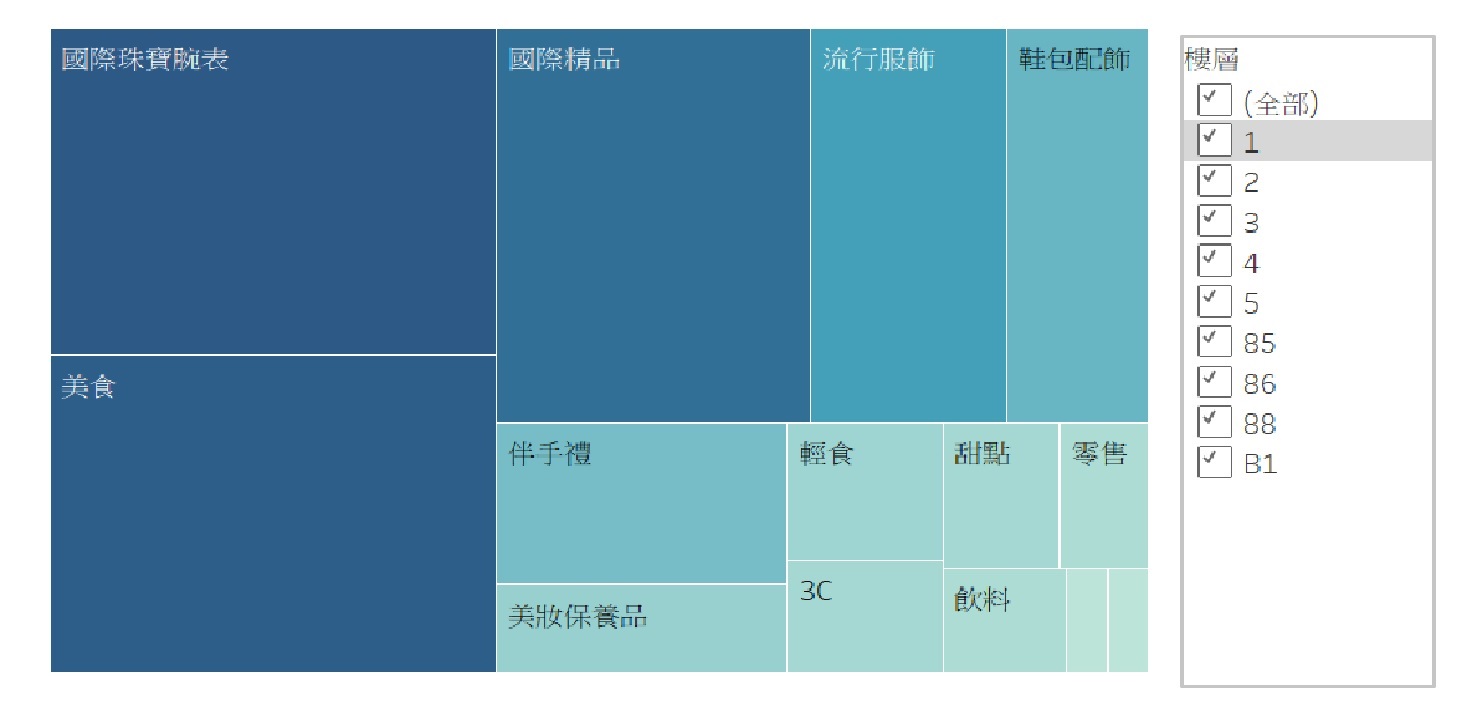 國際珠寶腕表
國際精品
流行服飾
鞋包配飾
美食
伴手禮
輕食
甜點
零售
美妝保養品
3C
飲料
樓層
(全部)
1
2
3
4
5
85
86
88
B1